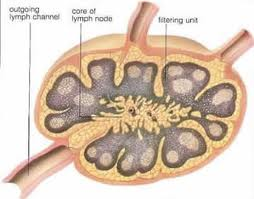 outgoing
lymph channel
core of
lymph node
filtering unit